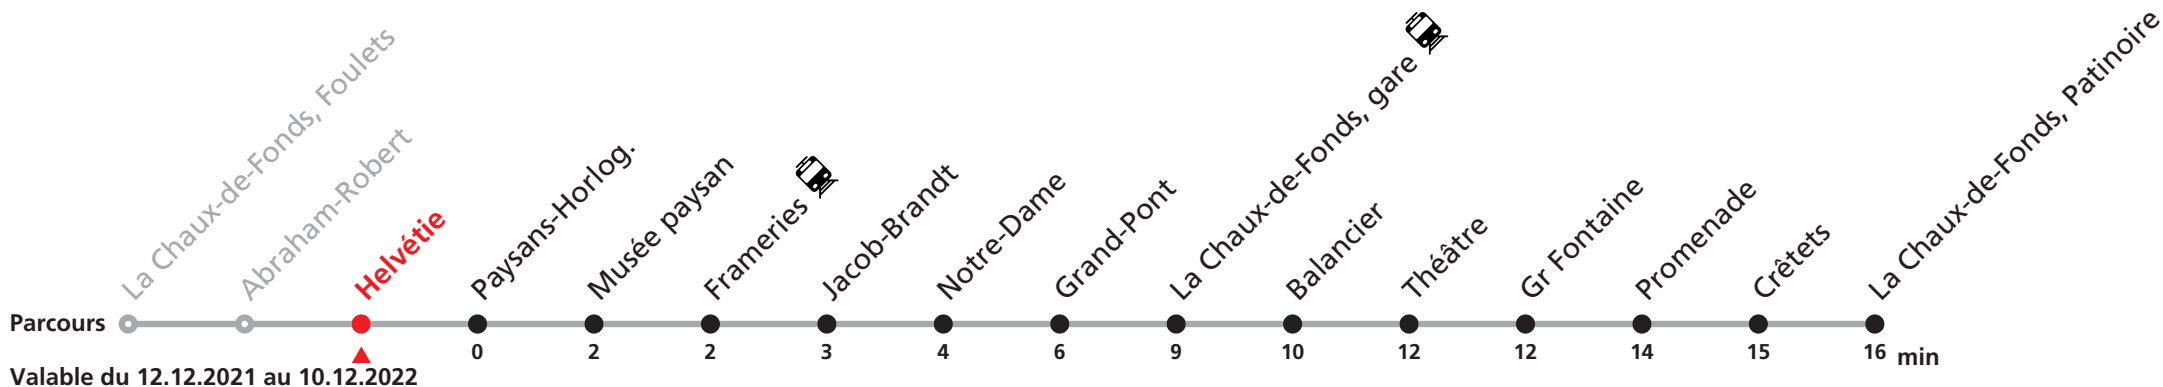 La Chaux-de-Fonds, Foulets
Abraham-Robert
Helvétie
Paysans-Horlog.
Musée paysan
Frameries
Jacob-Brandt
Notre-Dame
Grand-Pont
La Chaux-de-Fonds, gare
Balancier
Théâtre
Gr Fontaine
Promenade
Crêtets
La Chaux-de-Fonds, Patinoire
Parcours
0 2 2 3 4 6 9 10 12 12 14 15 16 min
Valable du 12.12.2021 au 10.12.2022